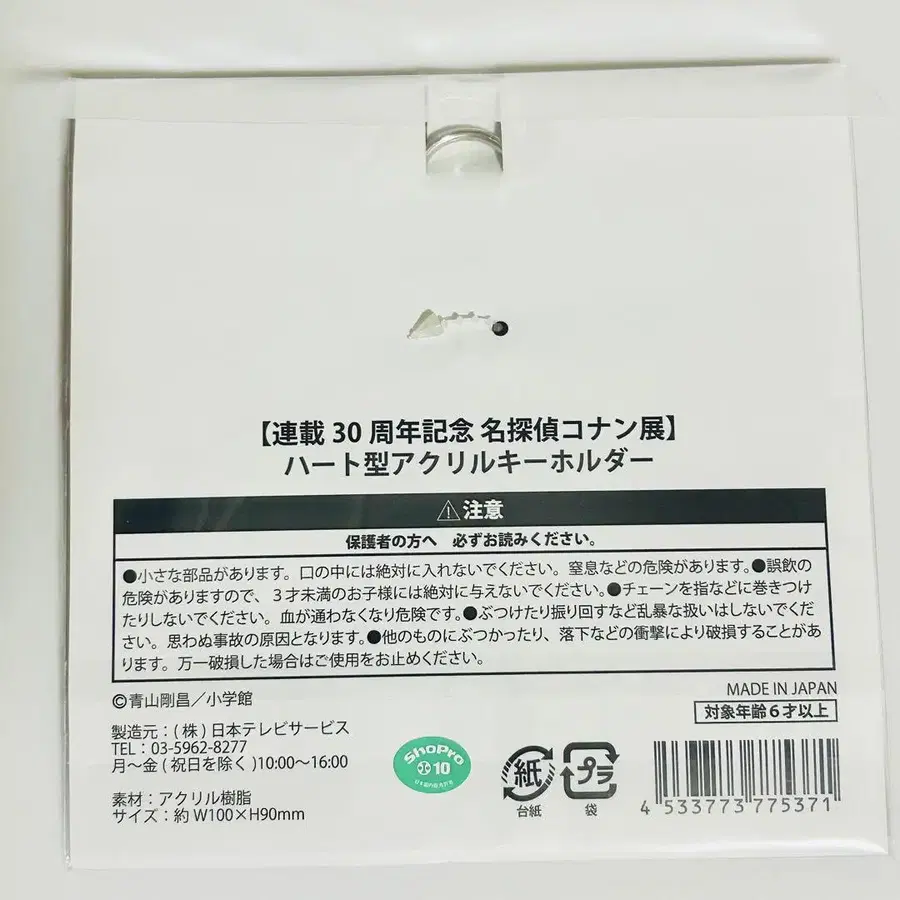 【連載 30 周年記念 名探偵コナン展】
ハート型アクリルキーホルダー
⚠注意
保護者の方へ 必ずお読みください。
●小さな部品があります。口の中には絶対に入れないでください。窒息などの危険があります。●誤飲の
危険がありますので、３才未満のお子様には絶対に与えないでください。●チェーンを指などに巻きつけ
たりしないでください。血が通わなくなり危険です。●ぶつけたり振り回すなど乱暴な扱いはしないでくだ
さい。思わぬ事故の原因となります。●他のものにぶつかったり、落下などの衝撃により破損することがあ
ります。万一破損した場合はご使用をお止めください。
©青山剛昌／小学館
MADE IN JAPAN
対象年齢６才以上
製造元：(株)日本テレビサービス
TEL：03-5962-8277
月～金(祝日を除く)10:00～16:00
素材：アクリル樹脂
サイズ：約 W100×H90mm
ShoPro
10
紙
台紙
プラ
袋
4 533773 775371